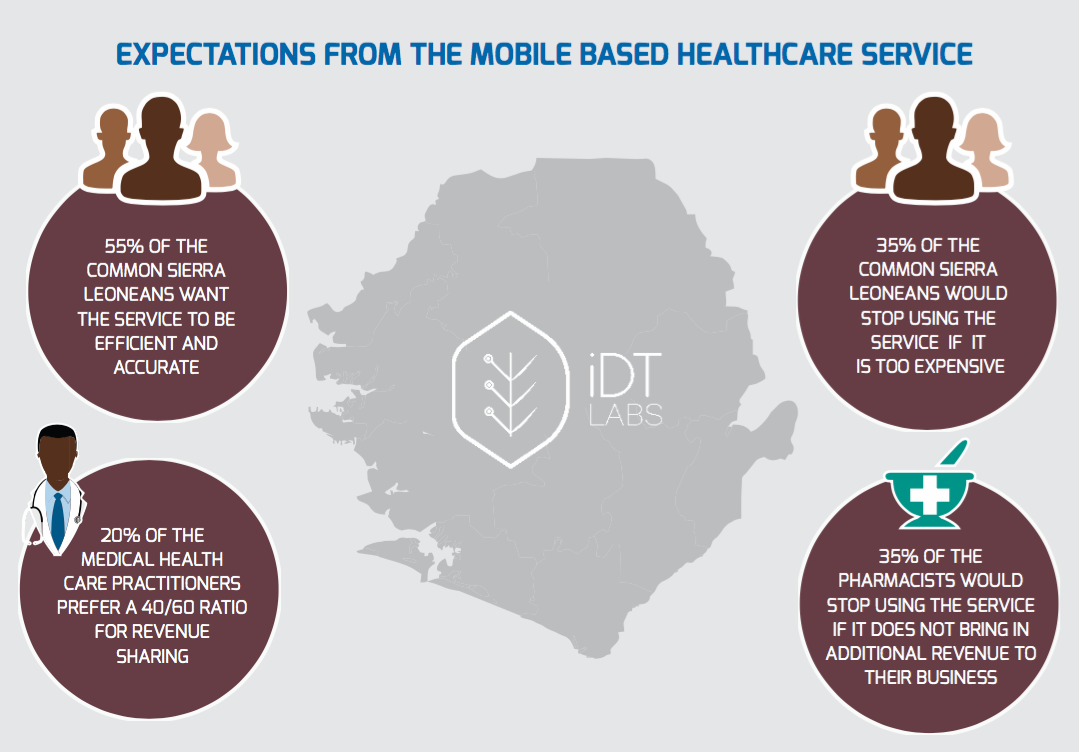 EXPECTATIONS FROM THE MOBILE BASED HEALTHCARE SERVICE
55% OF THE
COMMON SIERRA
LEONEANS WANT
THE SERVICE TO BE
EFFICIENT AND
ACCURATE
35% OF THE
COMMON SIERRA
LEONEANS WOULD
STOP USING THE
SERVICE IF IT
IS TOO EXPENSIVE
iDT
LABS
20% OF THE
MEDICAL HEALTH
CARE PRACTITIONERS
PREFER A 40/60 RATIO
FOR REVENUE
SHARING
35% OF THE
PHARMACISTS WOULD
STOP USING THE SERVICE
IF IT DOES NOT BRING IN
ADDITIONAL REVENUE TO
THEIR BUSINESS